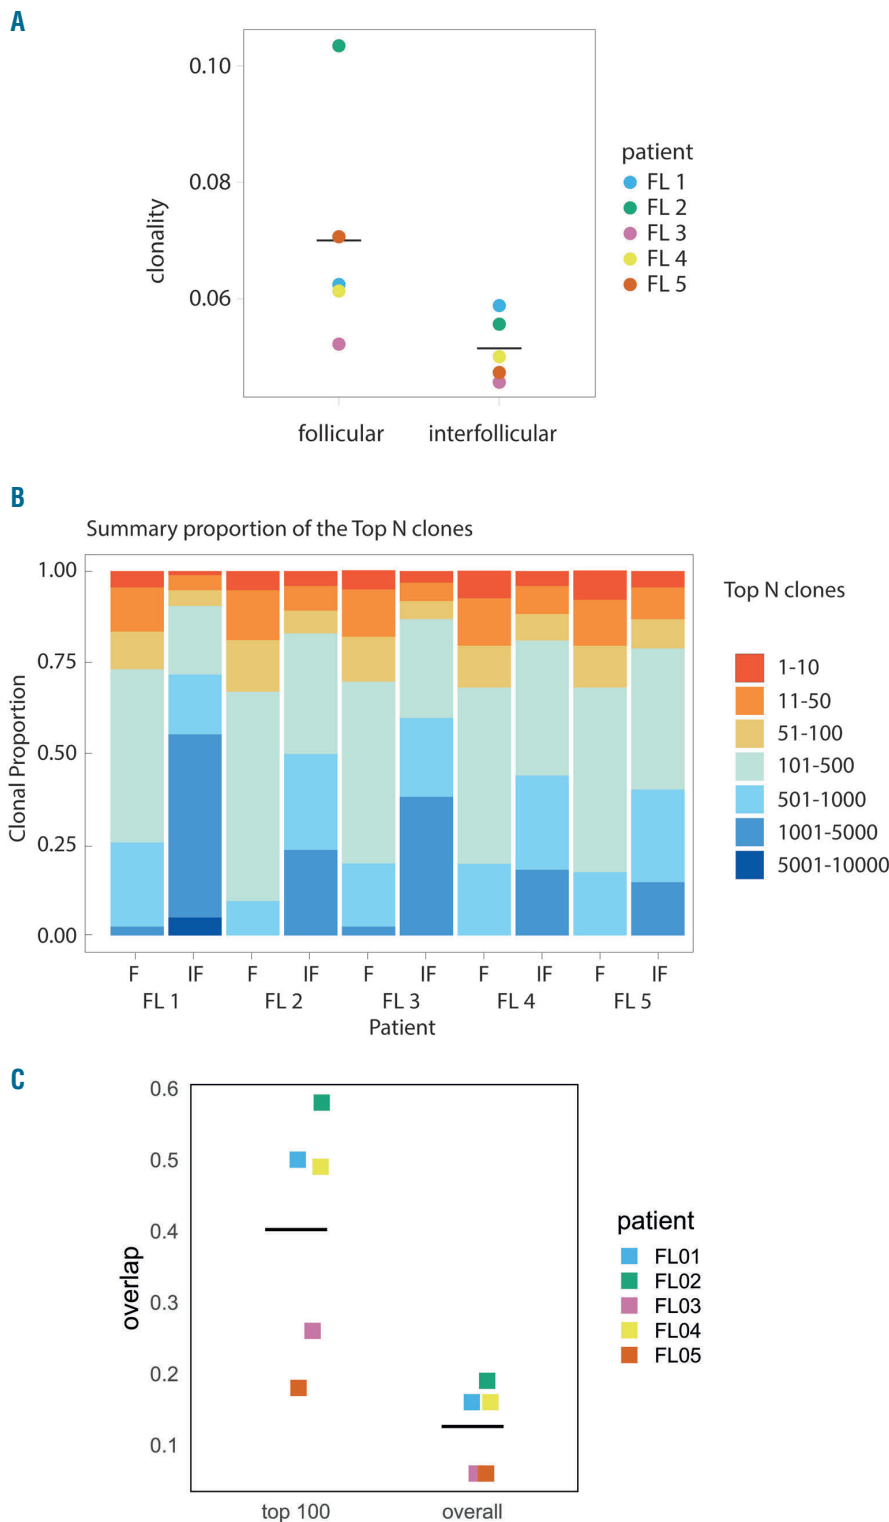 A
0.10
0.08
0.06
clonality
follicular interfollicular
patient
FL 1
FL 2
FL 3
FL 4
FL 5
B
Summary proportion of the Top N clones
1.00
0.75
0.50
0.25
0.00
Clonal Proportion
F IF F IF F IF F IF F IF
FL 1 FL 2 FL 3 FL 4 FL 5
Patient
Top N clones
1-10
11-50
51-100
101-500
501-1000
1001-5000
5001-10000
C
0.6
0.5
0.4
0.3
0.2
0.1
overlap
top 100 overall
patient
FL01
FL02
FL03
FL04
FL05